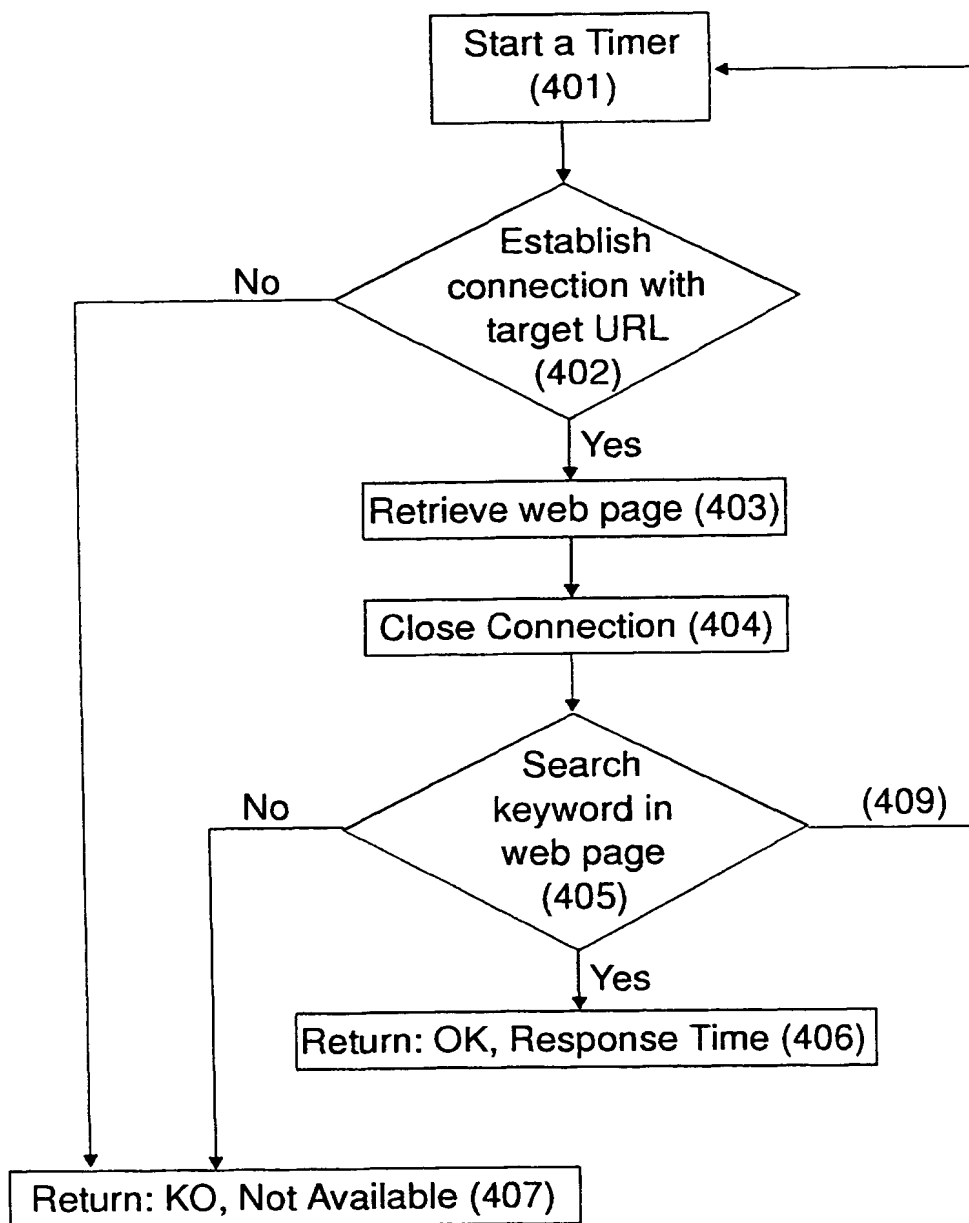 Start a Timer
(401)
Establish
connection with
target URL
(402)
No
Yes
Retrieve web page (403)
Close Connection (404)
Search
keyword in
web page
(405)
No
(409)
Yes
Return: OK, Response Time (406)
Return: KO, Not Available (407)